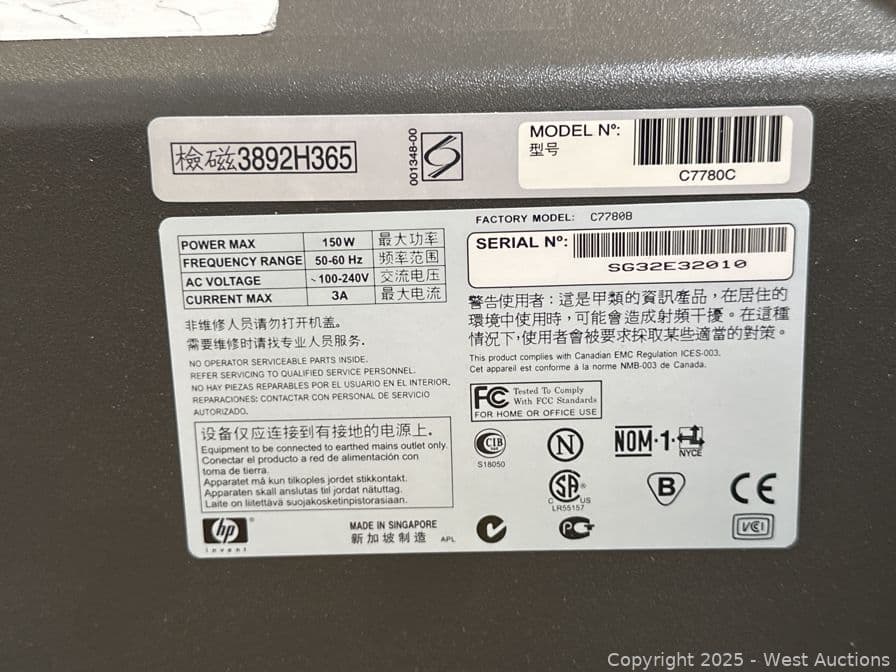 檢磁3892H365
001348-00
MODEL Nº:
型号
C7780C
FACTORY MODEL: C7780B
SERIAL Nº:
SG32E32010
POWER MAX 150W 最大功率
FREQUENCY RANGE 50-60 Hz 频率范围
AC VOLTAGE ~100-240V 交流电压
CURRENT MAX 3A 最大电流
非维修人员请勿打开机盖。
需要维修时请找专业人员服务.
NO OPERATOR SERVICEABLE PARTS INSIDE.
REFER SERVICING TO QUALIFIED SERVICE PERSONNEL.
NO HAY PIEZAS REPARABLES POR EL USUARIO EN EL INTERIOR.
REPARACIONES: CONTACTAR CON PERSONAL DE SERVICIO
AUTORIZADO.
设备仅应连接到有接地的电源上.
Equipment to be connected to earthed mains outlet only.
Conectar el producto a red de alimentación con
toma de tierra.
Apparatet må kun tilkoples jordet stikkontakt.
Apparaten skall anslutas till jordat nätuttag.
Laite on liitettävä suojakosketinpistorasiaan.
hp
invent
MADE IN SINGAPORE
新加坡制造 APL
警告使用者：這是甲類的資訊產品，在居住的
環境中使用時，可能會造成射頻干擾。在這種
情況下，使用者會被要求採取某些適當的對策。
This product complies with Canadian EMC Regulation ICES-003.
Cet appareil est conforme à la norme NMB-003 de Canada.
FC Tested To Comply
With FCC Standards
FOR HOME OR OFFICE USE
CIB
S18050
N
NOM-1
NYCE
SA
C US
LR55157
B
CE
PCT
VCI
Copyright 2025 - West Auctions